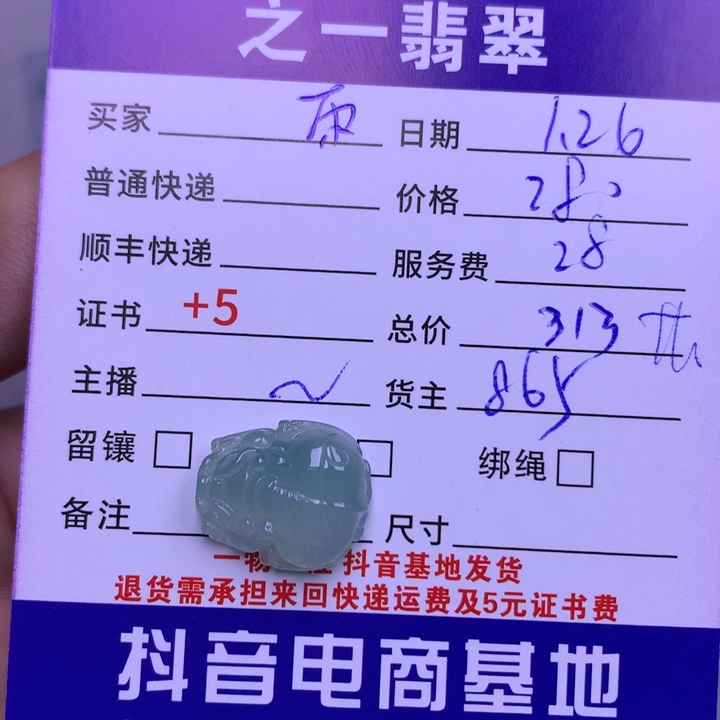 之一翡翠
买家 日期 1.26
普通快递 价格 280
顺丰快递 服务费 28
证书 +5 总价 313
主播 货主 865
留镶 绑绳
备注 尺寸
一物 抖音基地发货
退货需承担来回快递运费及5元证书费
抖音电商基地